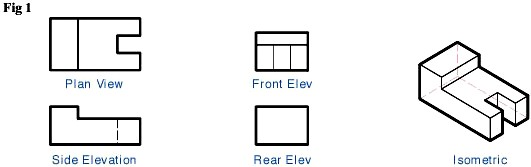 Fig 1
Plan View
Front Elev
Side Elevation
Rear Elev
Isometric